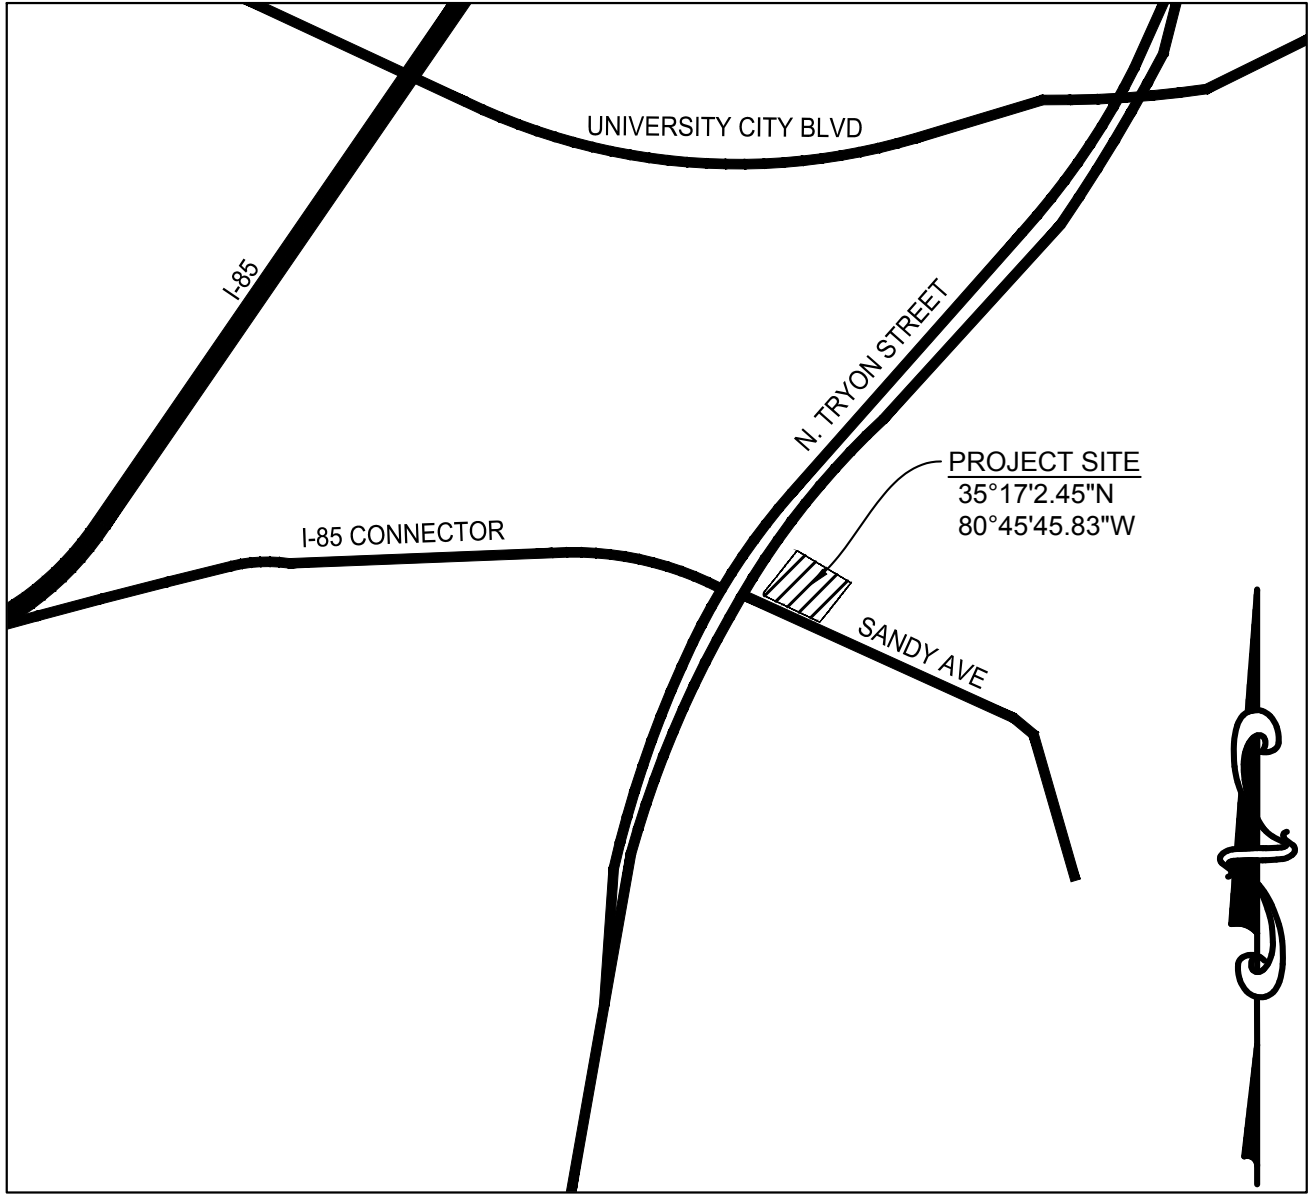 UNIVERSITY CITY BLVD
I-85
N. TRYON STREET
PROJECT SITE
35°17'2.45"N
80°45'45.83"W
I-85 CONNECTOR
SANDY AVE